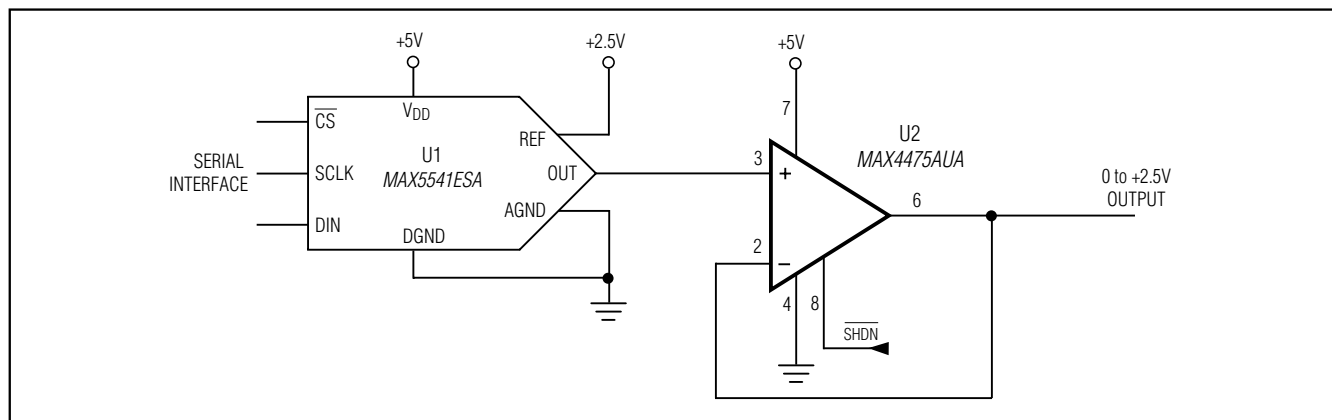 +5V
+2.5V
+5V
CS
VDD
REF
7
U2
MAX4475AUA
SERIAL
INTERFACE
SCLK
U1
MAX5541ESA
OUT
3
+
0 to +2.5V
OUTPUT
6
AGND
DIN
DGND
2
−
4
8
SHDN